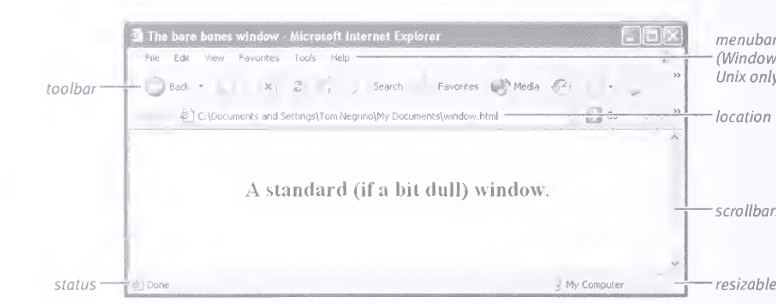 The bare bones window - Microsoft Internet Explorer
menubar
(Window
Unix only
File Edit View Favorites Tools Help
toolbar
Back Search Favorites Media
C:\Documents and Settings\Tom Negrino\My Documents\window.html
Go
location
A standard (if a bit dull) window.
scrollbar
status
Done
My Computer
resizable